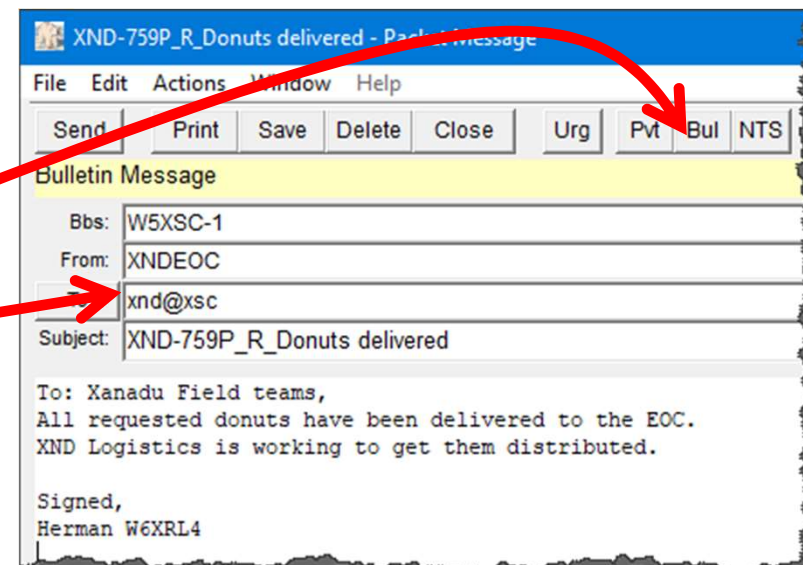 XND-759P_R_Donuts delivered - Packet Message
File Edit Actions Window Help
Send Print Save Delete Close Urg Pvt Bul NTS
Bulletin Message
Bbs: W5XSC-1
From: XNDEOC
xnd@xsc
Subject: XND-759P_R_Donuts delivered
To: Xanadu Field teams,
All requested donuts have been delivered to the EOC.
XND Logistics is working to get them distributed.
Signed,
Herman W6XRL4